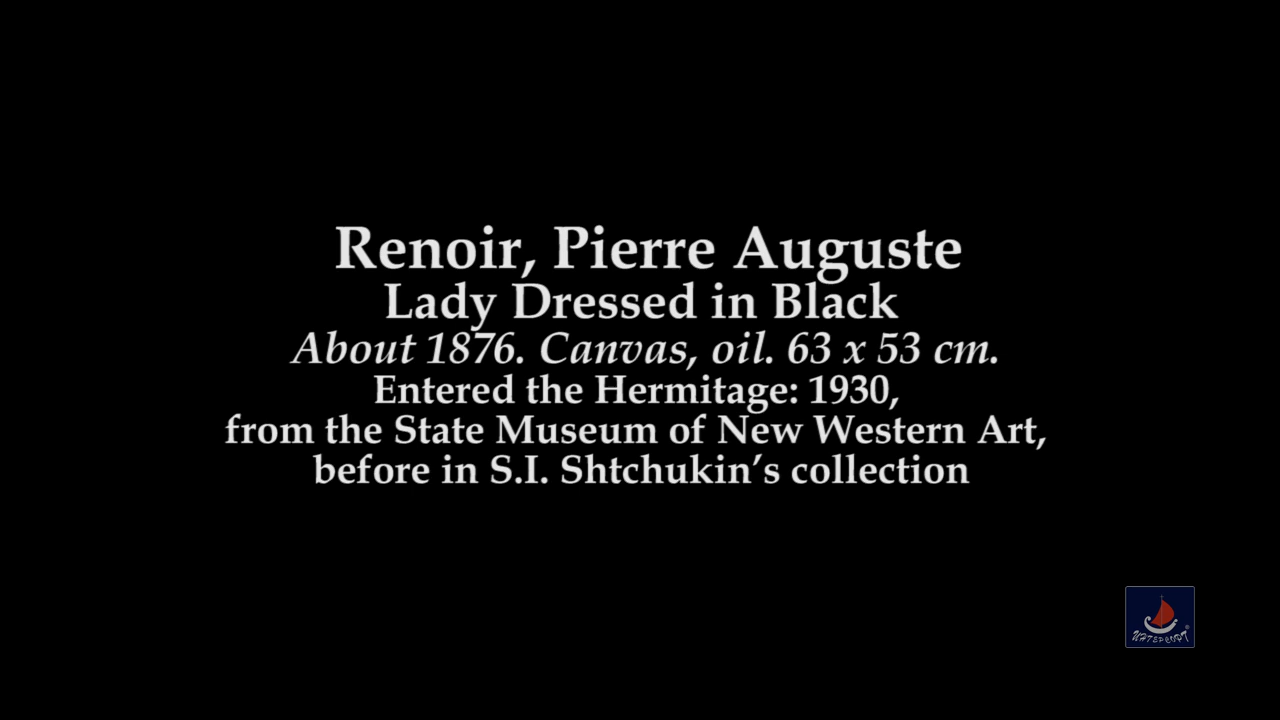 Renoir, Pierre Auguste
Lady Dressed in Black
About 1876. Canvas, oil. 63 x 53 cm.
Entered the Hermitage: 1930,
from the State Museum of New Western Art,
before in S.I. Shtchukin’s collection